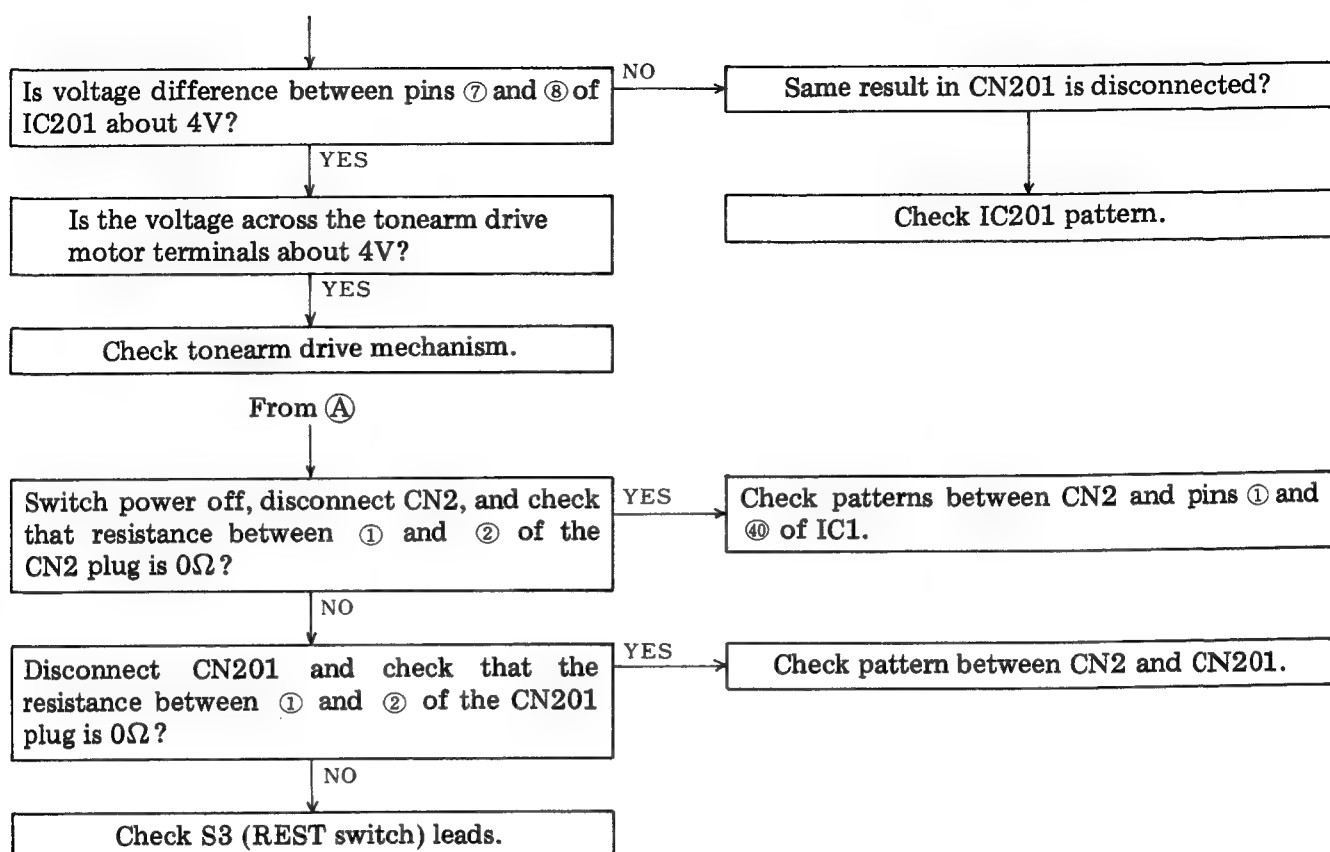 Is voltage difference between pins ⑦ and ⑧ of
IC201 about 4V?
NO
Same result in CN201 is disconnected?
YES
Check IC201 pattern.
Is the voltage across the tonearm drive
motor terminals about 4V?
YES
Check tonearm drive mechanism.
From Ⓐ
Switch power off, disconnect CN2, and check
that resistance between ① and ② of the
CN2 plug is 0Ω?
YES
Check patterns between CN2 and pins ① and
㊵ of IC1.
NO
Disconnect CN201 and check that the
resistance between ① and ② of the CN201
plug is 0Ω?
YES
Check pattern between CN2 and CN201.
NO
Check S3 (REST switch) leads.